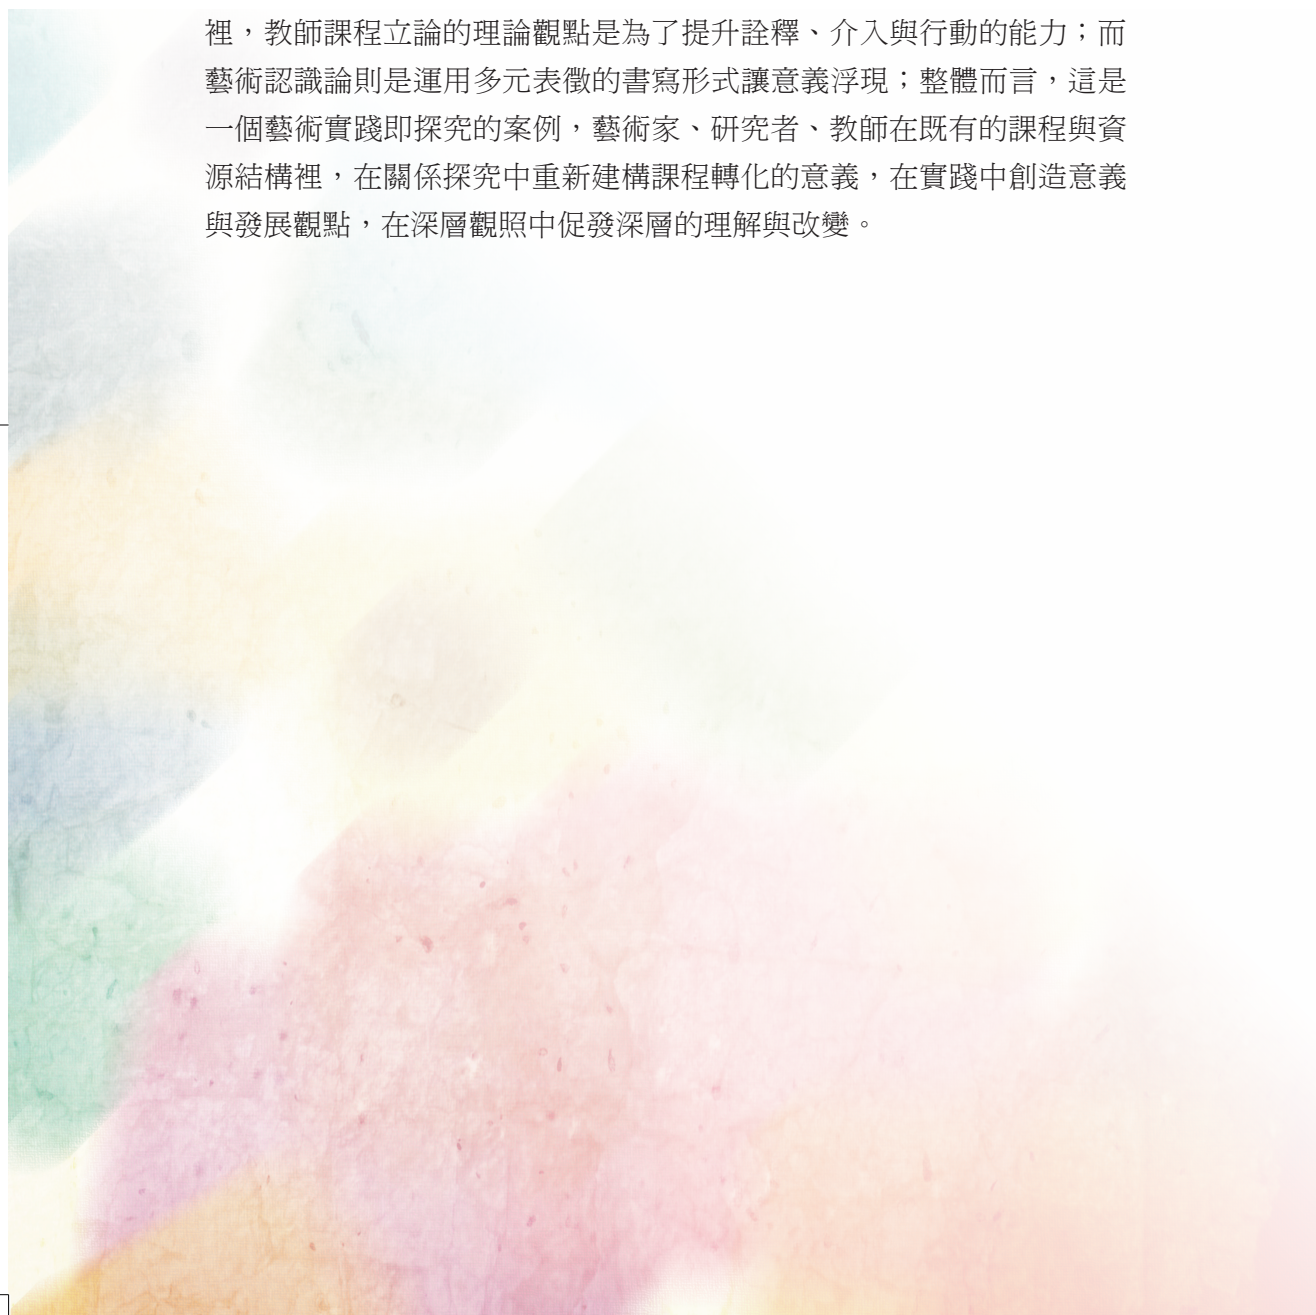 裡，教師課程立論的理論觀點是為了提升詮釋、介入與行動的能力；而
藝術認識論則是運用多元表徵的書寫形式讓意義浮現；整體而言，這是
一個藝術實踐即探究的案例，藝術家、研究者、教師在既有的課程與資
源結構裡，在關係探究中重新建構課程轉化的意義，在實踐中創造意義
與發展觀點，在深層觀照中促發深層的理解與改變。